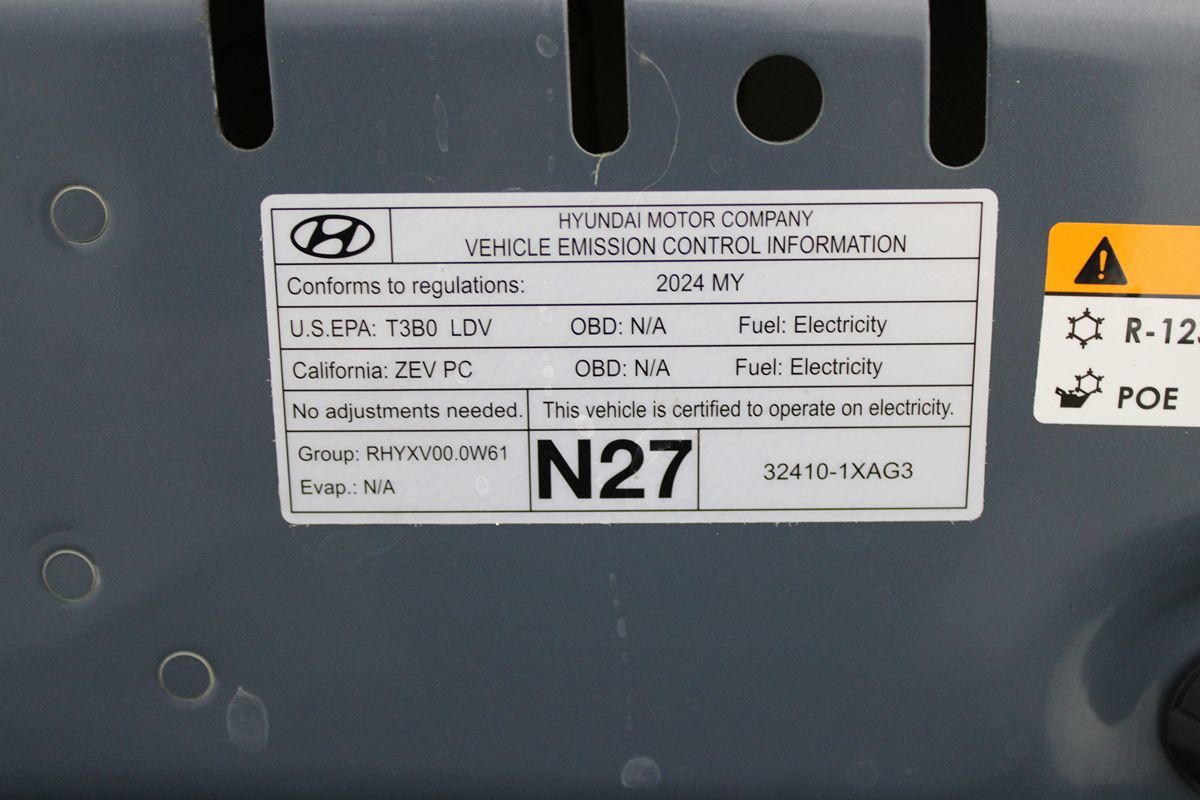 HYUNDAI MOTOR COMPANY
VEHICLE EMISSION CONTROL INFORMATION
Conforms to regulations: 2024 MY
U.S.EPA: T3B0 LDV OBD: N/A Fuel: Electricity
California: ZEV PC OBD: N/A Fuel: Electricity
No adjustments needed. This vehicle is certified to operate on electricity.
Group: RHYXV00.0W61
Evap.: N/A
N27
32410-1XAG3
R-123
POE